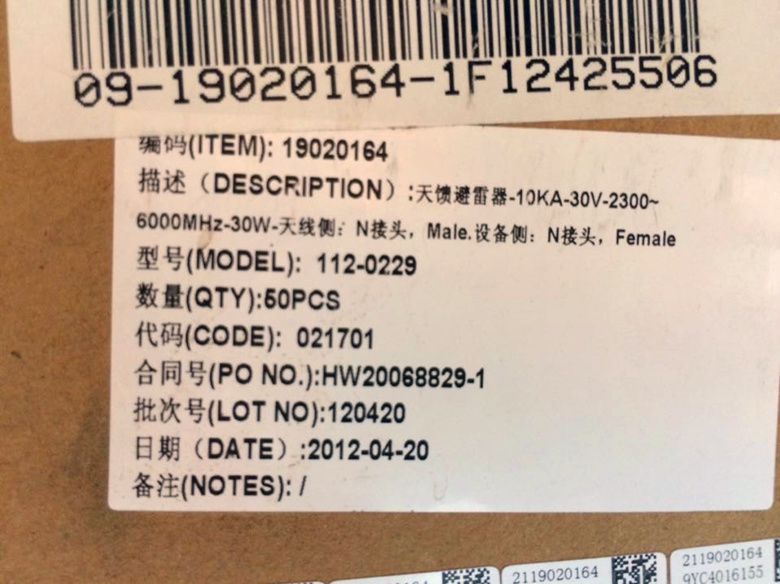 09-19020164-1F12425506
编码(ITEM): 19020164
描述（DESCRIPTION）:天馈避雷器-10KA-30V-2300~
6000MHz-30W-天线侧：N接头，Male.设备侧：N接头，Female
型号(MODEL): 112-0229
数量(QTY):50PCS
代码(CODE): 021701
合同号(PO NO.):HW20068829-1
批次号(LOT NO):120420
日期（DATE）:2012-04-20
备注(NOTES): /
2119020164
2119020164
9YC4016155